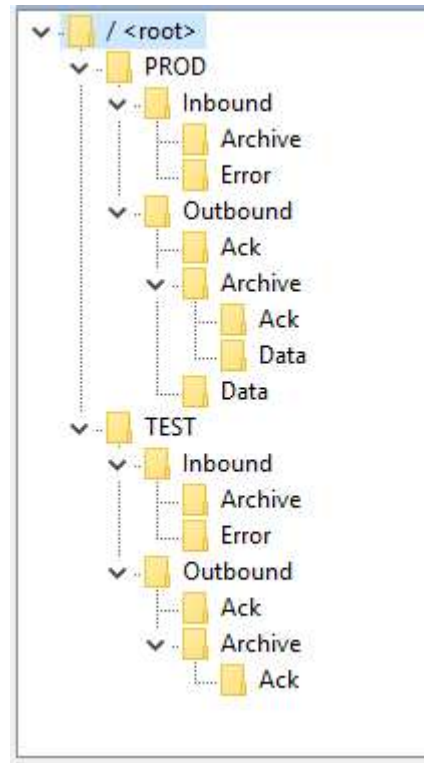 / <root>
PROD
Inbound
Archive
Error
Outbound
Ack
Archive
Ack
Data
Data
TEST
Inbound
Archive
Error
Outbound
Ack
Archive
Ack